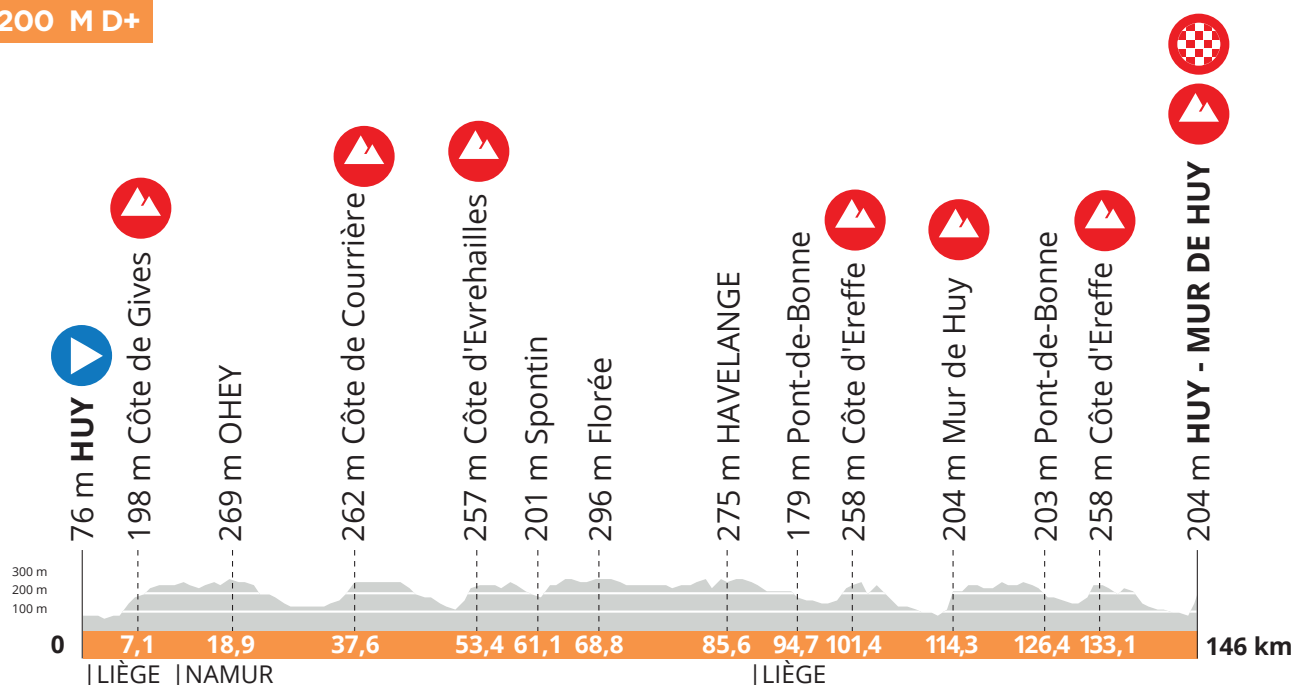 200 M D+
76 m HUY
198 m Côte de Gives
269 m OHEY
262 m Côte de Courrière
257 m Côte d'Evrehailles
201 m Spontin
296 m Florée
275 m HAVELANGE
179 m Pont-de-Bonne
258 m Côte d'Ereffe
204 m Mur de Huy
203 m Pont-de-Bonne
258 m Côte d'Ereffe
204 m HUY - MUR DE HUY
300 m
200 m
100 m
0 7,1 18,9 37,6 53,4 61,1 68,8 85,6 94,7 101,4 114,3 126,4 133,1 146 km
|LIÈGE |NAMUR |LIÈGE